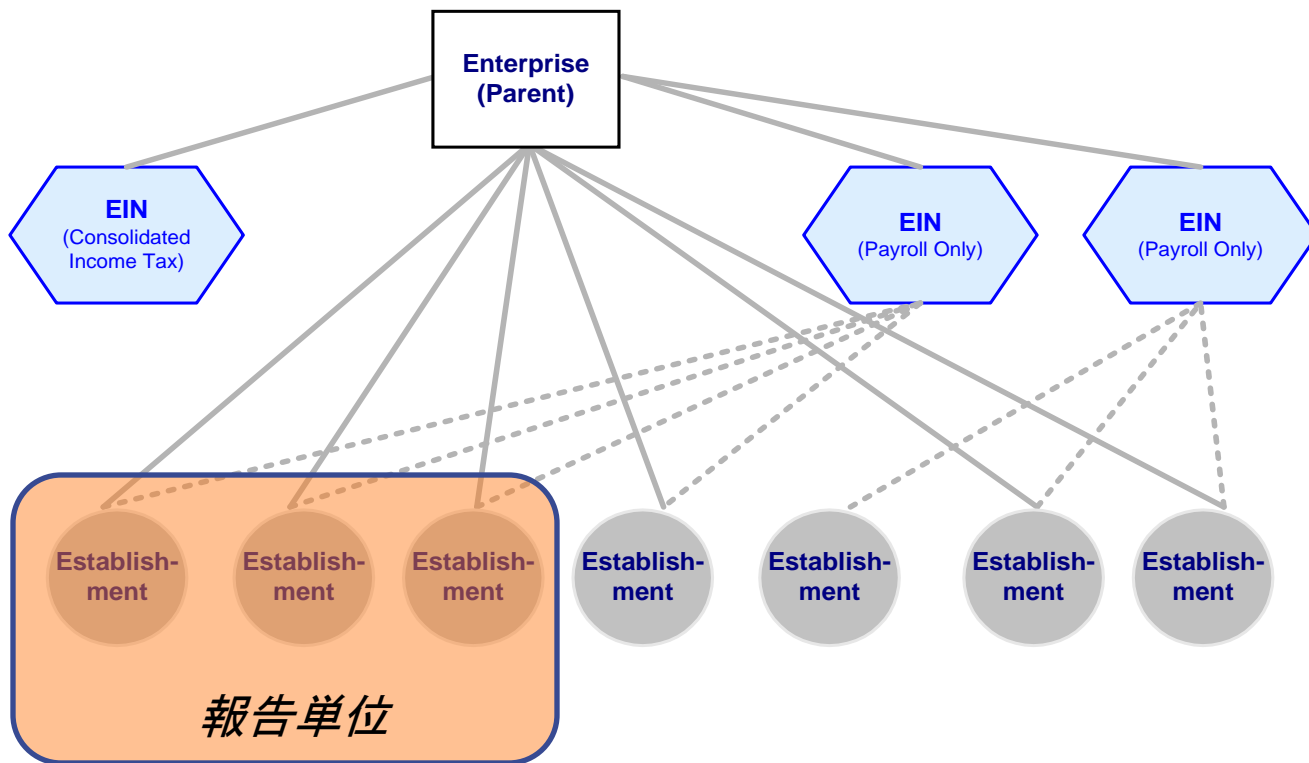 Enterprise
(Parent)
EIN
(Consolidated
Income Tax)
EIN
(Payroll Only)
EIN
(Payroll Only)
Establish-
ment
Establish-
ment
Establish-
ment
Establish-
ment
Establish-
ment
Establish-
ment
Establish-
ment
報告単位